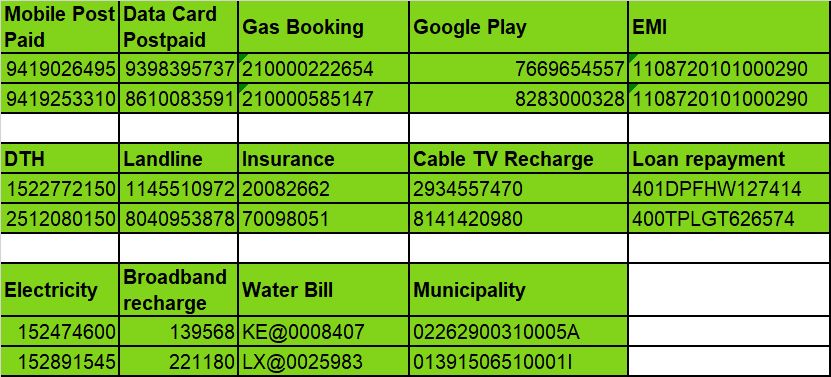 Mobile Post Paid Data Card Postpaid Gas Booking Google Play EMI
9419026495 9398395737 210000222654 7669654557 1108720101000290
9419253310 8610083591 210000585147 8283000328 1108720101000290
DTH Landline Insurance Cable TV Recharge Loan repayment
1522772150 1145510972 20082662 2934557470 401DPFHW127414
2512080150 8040953878 70098051 8141420980 400TPLGT626574
Electricity Broadband recharge Water Bill Municipality
152474600 139568 KE@0008407 02262900310005A
152891545 221180 LX@0025983 01391506510001I